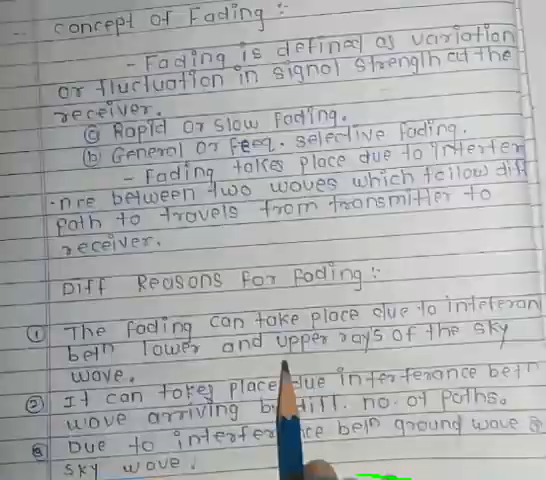 - Concept of Fading :-
- Fading is defined as variation
or fluctuation in signal strength at the
receiver.
(a) Rapid or slow fading.
(b) General or freq. selective fading.
- Fading takes place due to interfer
-nce between two waves which follow diff
path to travels from transmitter to
receiver.
Diff Reasons for fading :-
(1) The fading can take place due to interferan
betn lower and upper rays of the sky
wave.
(2) It can takes place due interference betn
wave arriving by diff. no. of paths.
(3) Due to interference betn ground wave &
sky wave.